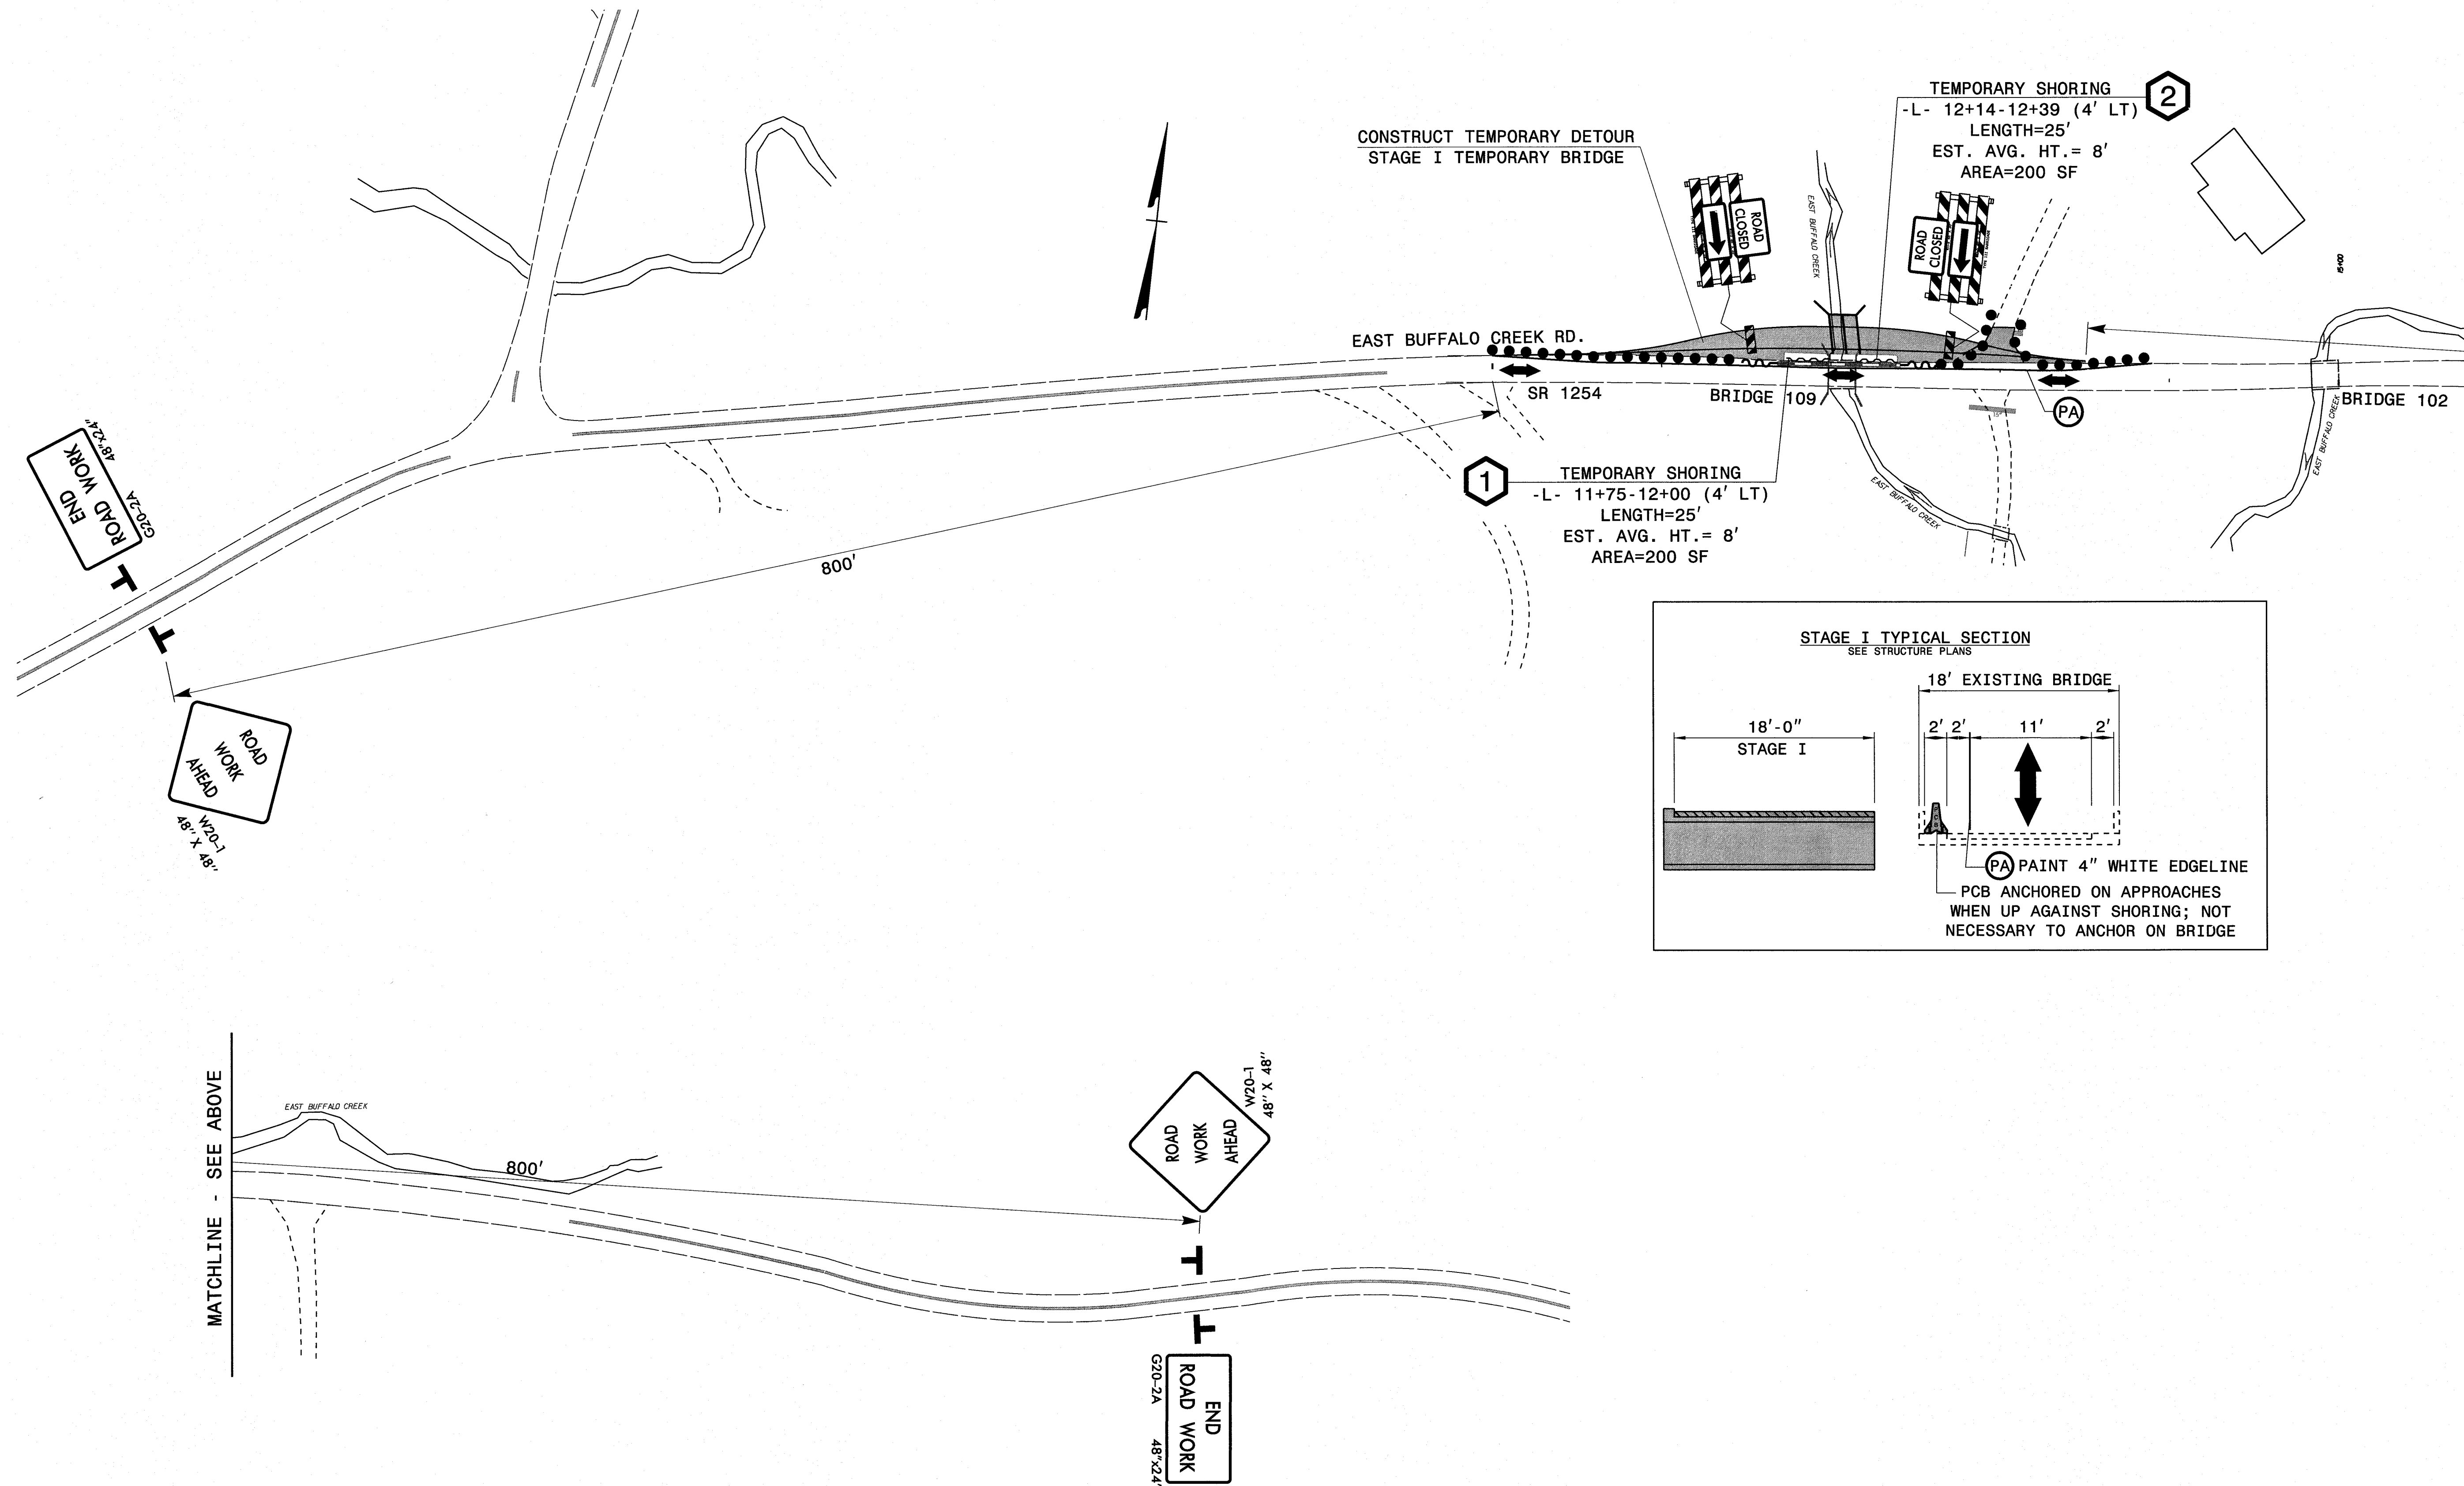 TEMPORARY SHORING
2
-L- 12+14-12+39 (4' LT)
LENGTH=25'
EST. AVG. HT.= 8'
AREA=200 SF
CONSTRUCT TEMPORARY DETOUR
STAGE I TEMPORARY BRIDGE
ROAD
CLOSED
ROAD
CLOSED
EAST BUFFALO CREEK
15+00
EAST BUFFALO CREEK RD.
SR 1254
BRIDGE 109
PA
BRIDGE 102
EAST BUFFALO CREEK
EAST BUFFALO CREEK
1
TEMPORARY SHORING
-L- 11+75-12+00 (4' LT)
LENGTH=25'
EST. AVG. HT.= 8'
AREA=200 SF
END
ROAD WORK
48"x24"
G20-2A
800'
ROAD
WORK
AHEAD
W20-1
48" X 48"
STAGE I TYPICAL SECTION
SEE STRUCTURE PLANS
18' EXISTING BRIDGE
18'-0"
STAGE I
2'
2'
11'
2'
PA PAINT 4" WHITE EDGELINE
PCB ANCHORED ON APPROACHES
WHEN UP AGAINST SHORING; NOT
NECESSARY TO ANCHOR ON BRIDGE
MATCHLINE - SEE ABOVE
EAST BUFFALO CREEK
800'
ROAD
WORK
AHEAD
W20-1
48" X 48"
END
ROAD WORK
G20-2A
48"x24"